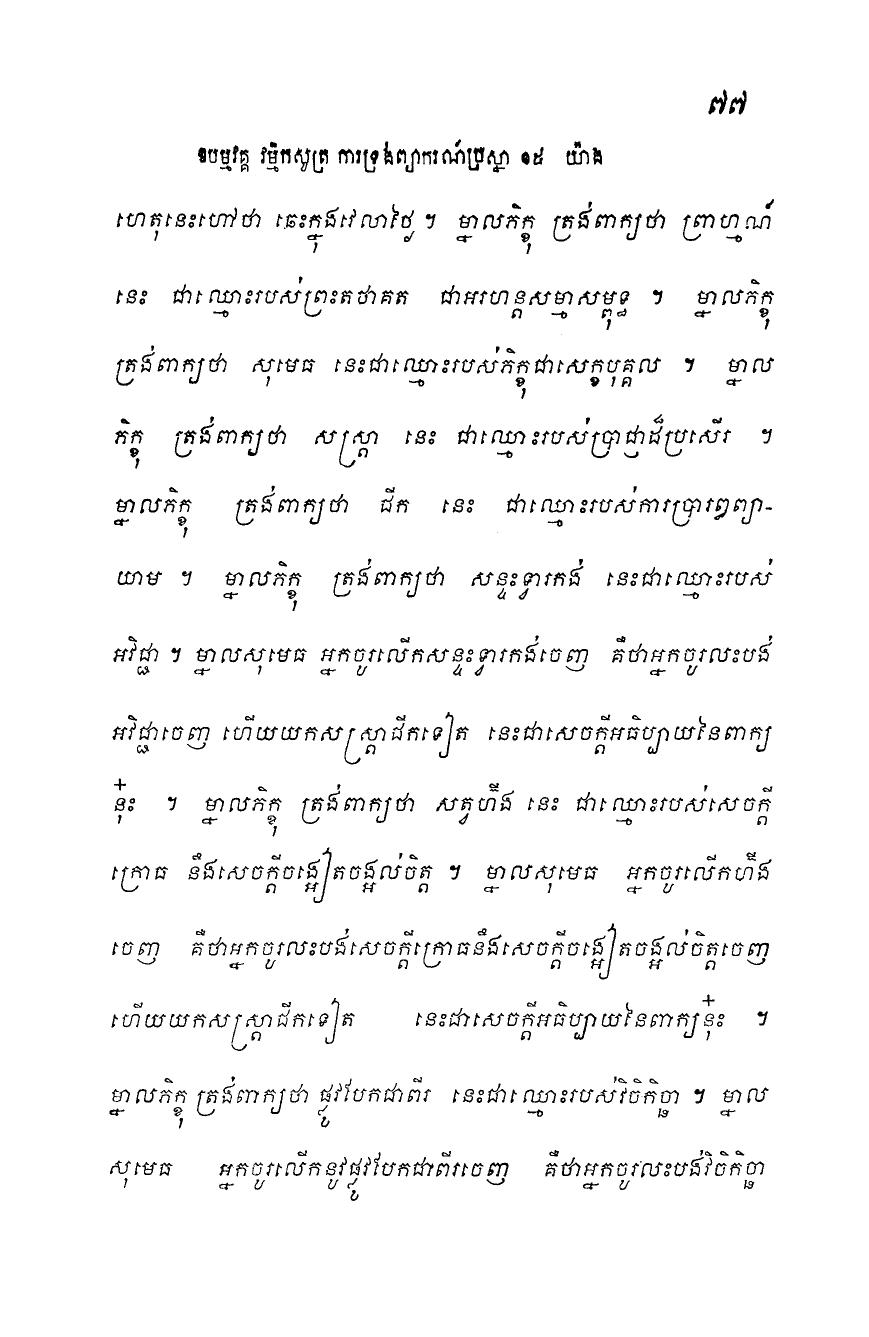 ៧៧
ឧបម្មវគ្គ វម្មិកសូត្រ ការទ្រង់ព្យាករណ៍ប្រស្នា ១៥ យ៉ាង
ហេតុនេះហៅថា ឆេះក្នុងវេលាថ្ងៃ ។ ម្នាលភិក្ខុ ត្រង់ពាក្យថា ព្រាហ្មណ៍
នេះ ជាឈ្មោះរបស់ព្រះតថាគត ជាអរហន្តសម្មាសម្ពុទ្ធ ។ ម្នាលភិក្ខុ
ត្រង់ពាក្យថា សុមេធ នេះជាឈ្មោះរបស់ភិក្ខុជាសេក្ខបុគ្គល ។ ម្នាល
ភិក្ខុ ត្រង់ពាក្យថា សស្ត្រា នេះ ជាឈ្មោះរបស់ប្រាជ្ញាដ៏ប្រសើរ ។
ម្នាលភិក្ខុ ត្រង់ពាក្យថា ជីក នេះ ជាឈ្មោះរបស់ការប្រារព្ធព្យា-
យាម ។ ម្នាលភិក្ខុ ត្រង់ពាក្យថា សន្ទះទ្វារកង់ នេះជាឈ្មោះរបស់
អវិជ្ជា ។ ម្នាលសុមេធ អ្នកចូរលើកសន្ទះទ្វារកង់ចេញ គឺថាអ្នកចូរលះបង់
អវិជ្ជាចេញ ហើយយកសស្ត្រាជីកទៀត នេះជាសេចក្តីអធិប្បាយនៃពាក្យ
នុ៎ះ ។ ម្នាលភិក្ខុ ត្រង់ពាក្យថា សត្វហ៊ឹង នេះ ជាឈ្មោះរបស់សេចក្តី
ក្រោធ នឹងសេចក្តីចង្អៀតចង្អល់ចិត្ត ។ ម្នាលសុមេធ អ្នកចូរលើកហ៊ឹង
ចេញ គឺថាអ្នកចូរលះបង់សេចក្តីក្រោធនឹងសេចក្តីចង្អៀតចង្អល់ចិត្តចេញ
ហើយយកសស្ត្រាជីកទៀត នេះជាសេចក្តីអធិប្បាយនៃពាក្យនុ៎ះ ។
ម្នាលភិក្ខុ ត្រង់ពាក្យថា ផ្លូវបែកជាពីរ នេះជាឈ្មោះរបស់វិចិកិច្ឆា ។ ម្នាល
សុមេធ អ្នកចូរលើកនូវផ្លូវបែកជាពីរចេញ គឺថាអ្នកចូរលះបង់វិចិកិច្ឆា